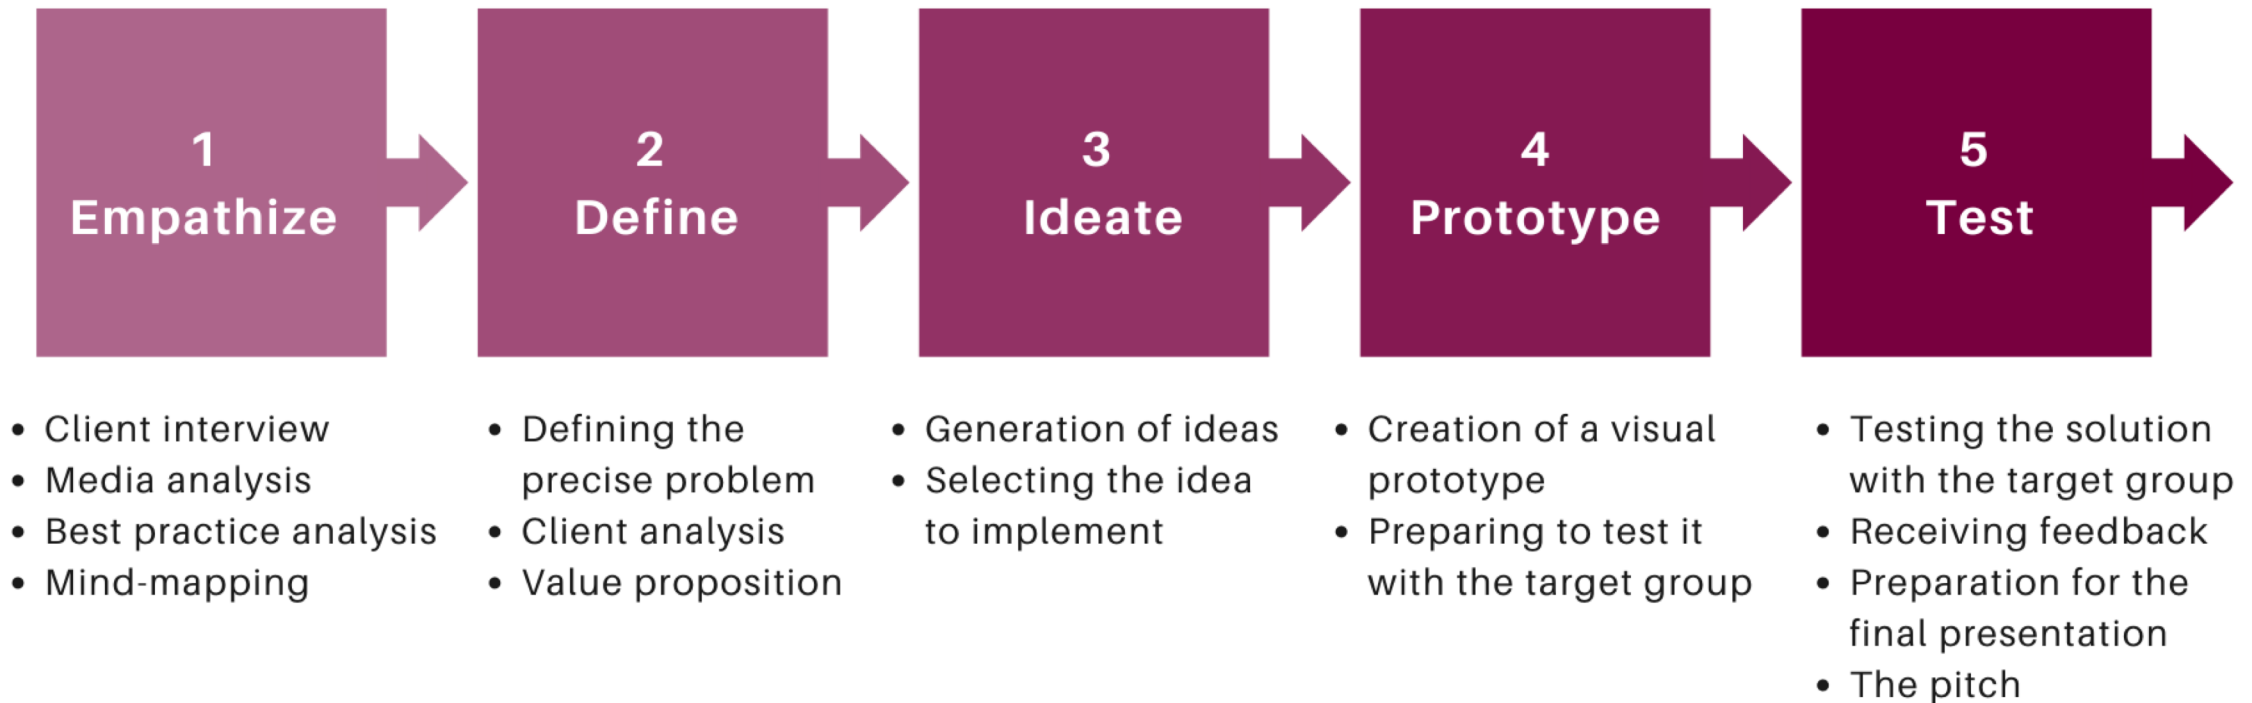 1
Empathize
2
Define
3
Ideate
4
Prototype
5
Test
• Client interview
• Media analysis
• Best practice analysis
• Mind-mapping
• Defining the
precise problem
• Client analysis
• Value proposition
• Generation of ideas
• Selecting the idea
to implement
• Creation of a visual
prototype
• Preparing to test it
with the target group
• Testing the solution
with the target group
• Receiving feedback
• Preparation for the
final presentation
• The pitch